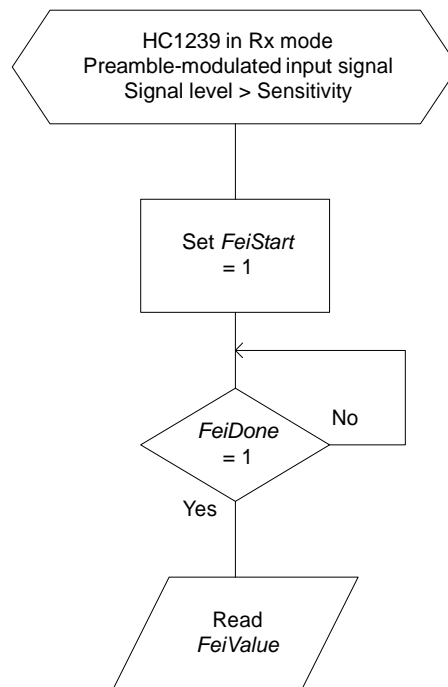 HC1239 in Rx mode
Preamble-modulated input signal
Signal level > Sensitivity
Set FeiStart
= 1
No
FeiDone
= 1
Yes
Read
FeiValue